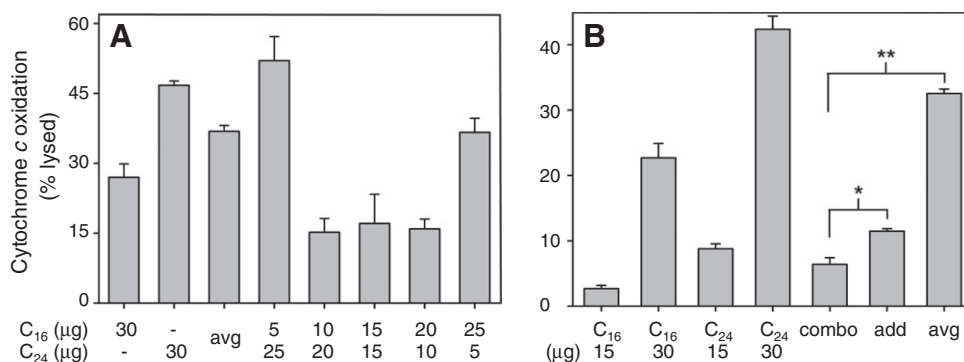 A
B
Cytochrome c oxidation
(% lysed)
60
45
30
15
0
40
30
20
10
0
**
*
C16 (μg) 30 - avg 5 10 15 20 25
C24 (μg) - 30 25 20 15 10 5
C16 C16 C24 C24 combo add avg
(μg) 15 30 15 30